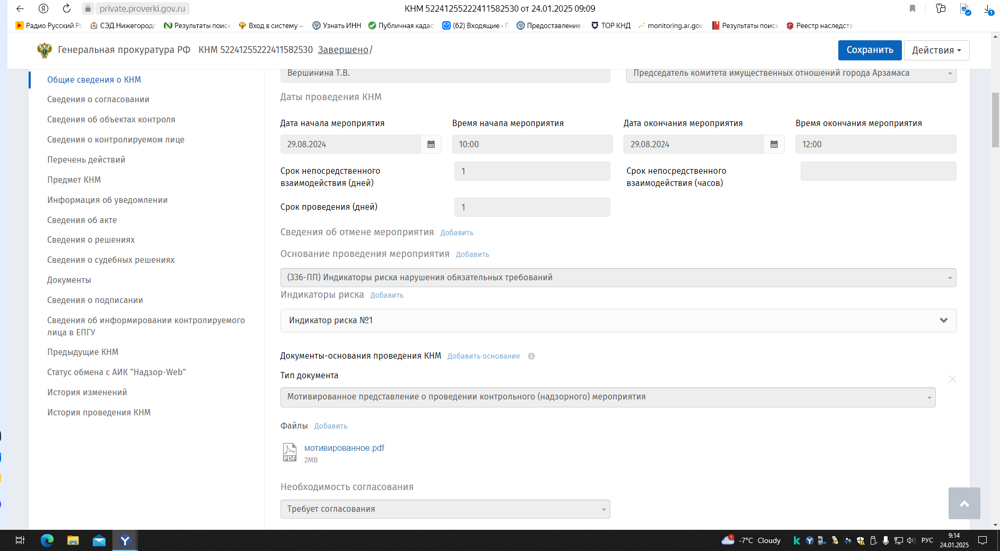 private.proverki.gov.ru
КНМ 52241255222411582530 от 24.01.2025 09:09
Радио Русский Рс
СЭД Нижегородс
Результаты поиск
Вход в систему —
Узнать ИНН
Публичная кадас
(62) Входящие - П
Предоставление
ТОР КНД
monitoring.ar.gov.
Результаты поиск
Реестр наследств
Генеральная прокуратура РФ КНМ 52241255222411582530 Завершено/
Сохранить
Действия
Общие сведения о КНМ
Сведения о согласовании
Сведения об объектах контроля
Сведения о контролируемом лице
Перечень действий
Предмет КНМ
Информация об уведомлении
Сведения об акте
Сведения о решениях
Сведения о судебных решениях
Документы
Сведения о подписании
Сведения об информировании контролируемого
лица в ЕПГУ
Предыдущие КНМ
Статус обмена с АИК "Надзор-Web"
История изменений
История проведения КНМ
Вершинина Т.В.
Председатель комитета имущественных отношений города Арзамаса
Даты проведения КНМ
Дата начала мероприятия
Время начала мероприятия
Дата окончания мероприятия
Время окончания мероприятия
29.08.2024
10:00
29.08.2024
12:00
Срок непосредственного
взаимодействия (дней)
1
Срок непосредственного
взаимодействия (часов)
Срок проведения (дней)
1
Сведения об отмене мероприятия Добавить
Основание проведения мероприятия Добавить
(336-ПП) Индикаторы риска нарушения обязательных требований
Индикаторы риска Добавить
Индикатор риска №1
Документы-основания проведения КНМ Добавить основание
Тип документа
Мотивированное представление о проведении контрольного (надзорного) мероприятия
Файлы Добавить
PDF
мотивированное.pdf
2MB
Необходимость согласования
Требует согласования
1
-7°C Cloudy
РУС
9:14
24.01.2025